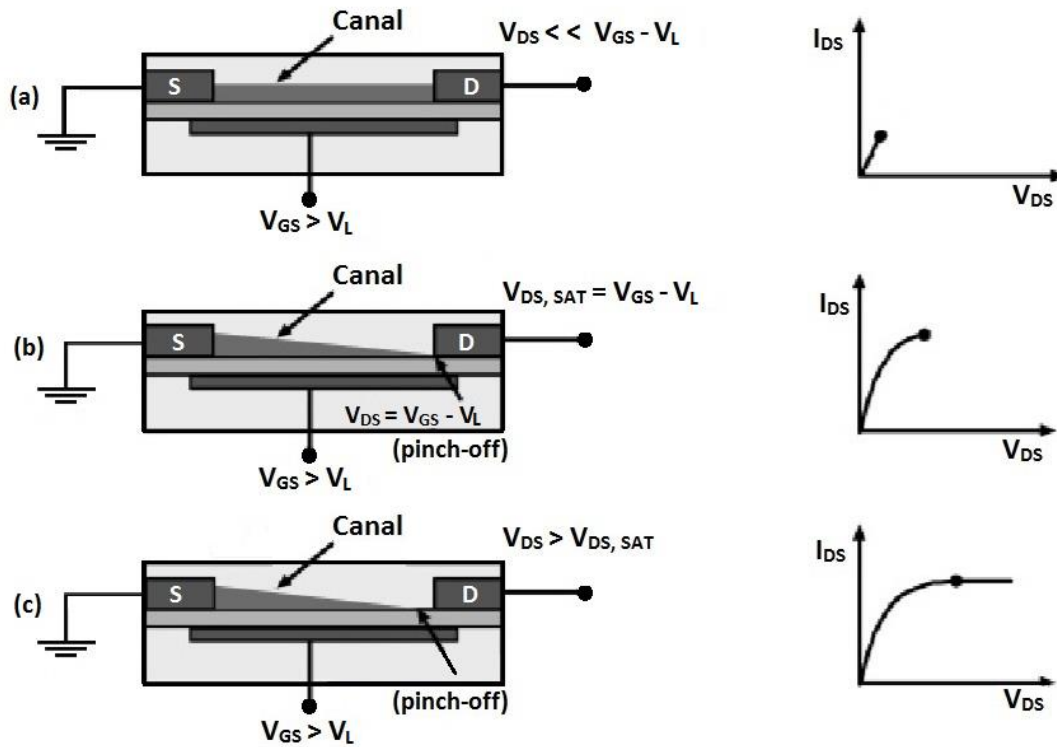 Canal
V_DS << V_GS - V_L
I_DS
(a)
S
D
V_GS > V_L
V_DS
Canal
V_DS, SAT = V_GS - V_L
I_DS
(b)
S
D
V_DS = V_GS - V_L
(pinch-off)
V_GS > V_L
V_DS
Canal
V_DS > V_DS, SAT
I_DS
(c)
S
D
(pinch-off)
V_GS > V_L
V_DS